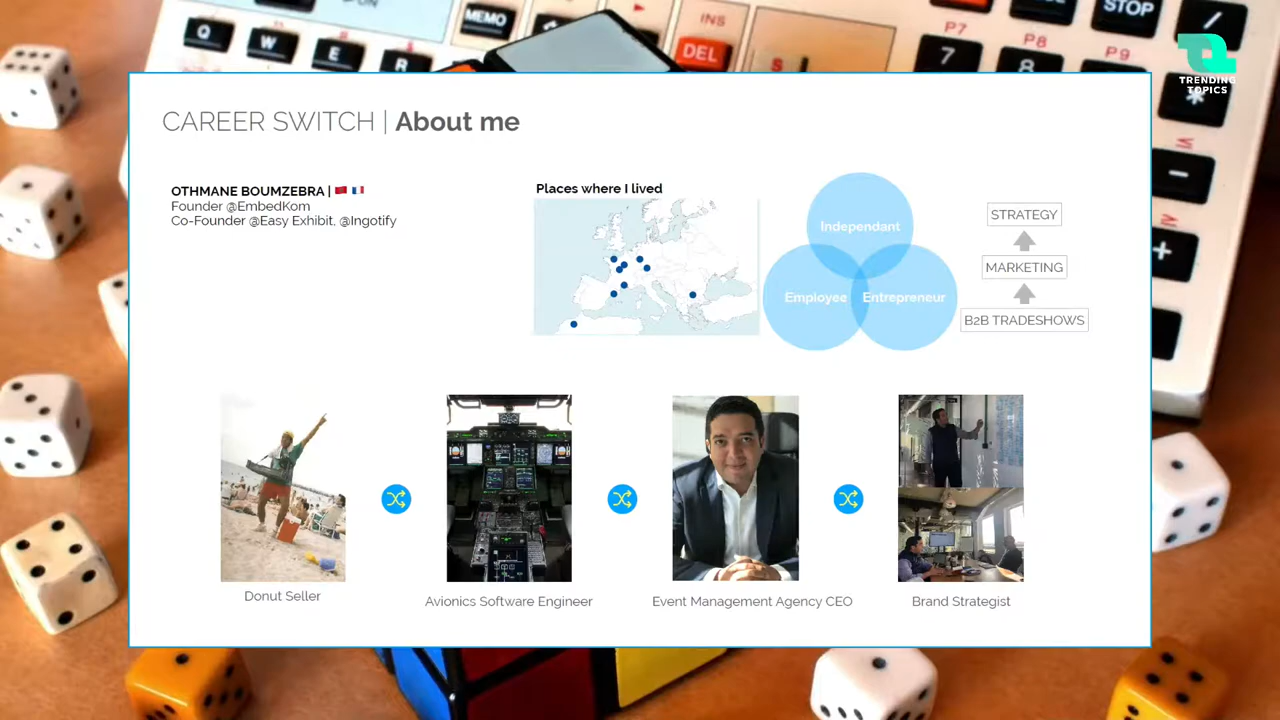 ON
MEMO
INS
STOP
/
Q
W
E
R
DEL
S
P7
P8
P9
7
8
*
TRENDING
TOPICS
CAREER SWITCH | About me
OTHMANE BOUMZEBRA |
Founder @EmbedKom
Co-Founder @Easy Exhibit, @Ingotify
Places where I lived
Independant
Employee
Entrepreneur
STRATEGY
MARKETING
B2B TRADESHOWS
≤
-
≥
+
Donut Seller
Avionics Software Engineer
Event Management Agency CEO
Brand Strategist